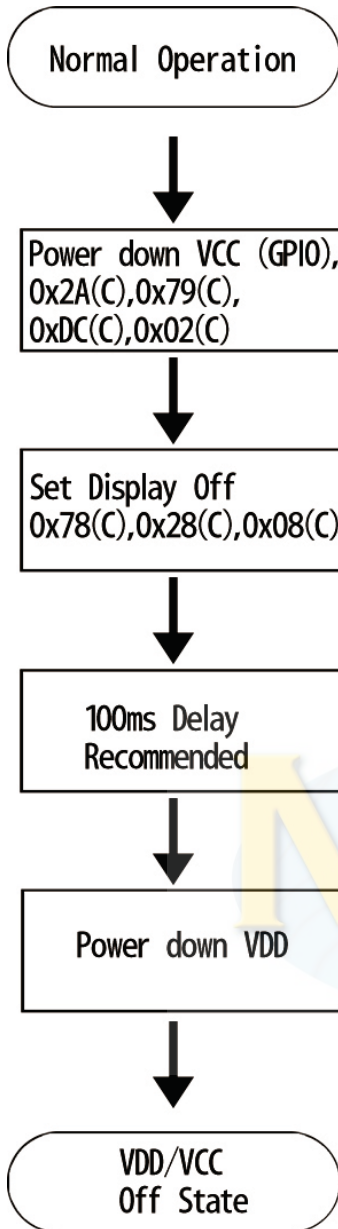 Normal Operation
Power down VCC (GPIO),
0x2A(C),0x79(C),
0xDC(C),0x02(C)
Set Display Off
0x78(C),0x28(C),0x08(C)
100ms Delay
Recommended
Power down VDD
VDD/VCC
Off State